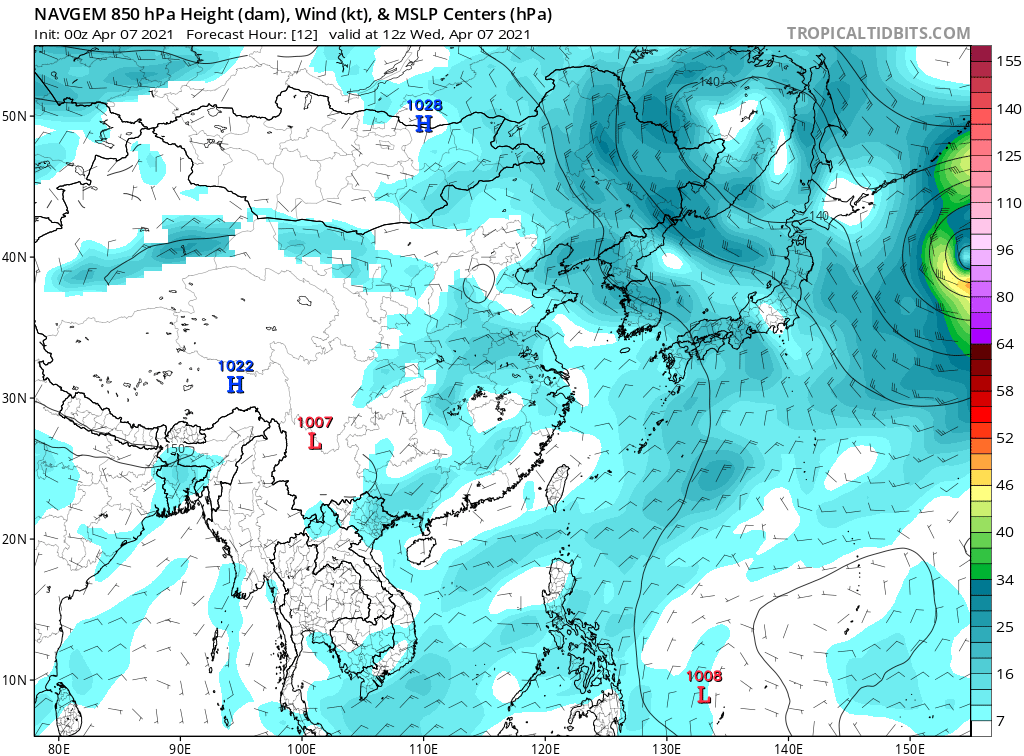 NAVGEM 850 hPa Height (dam), Wind (kt), & MSLP Centers (hPa)
Init: 00z Apr 07 2021 Forecast Hour: [12] valid at 12z Wed, Apr 07 2021
TROPICALTIDBITS.COM
155
140
125
110
96
80
64
58
52
46
40
34
25
16
7
50N
40N
30N
20N
10N
140
1028
H
140
1022
H
1007
L
150
1008
L
80E
90E
100E
110E
120E
130E
140E
150E